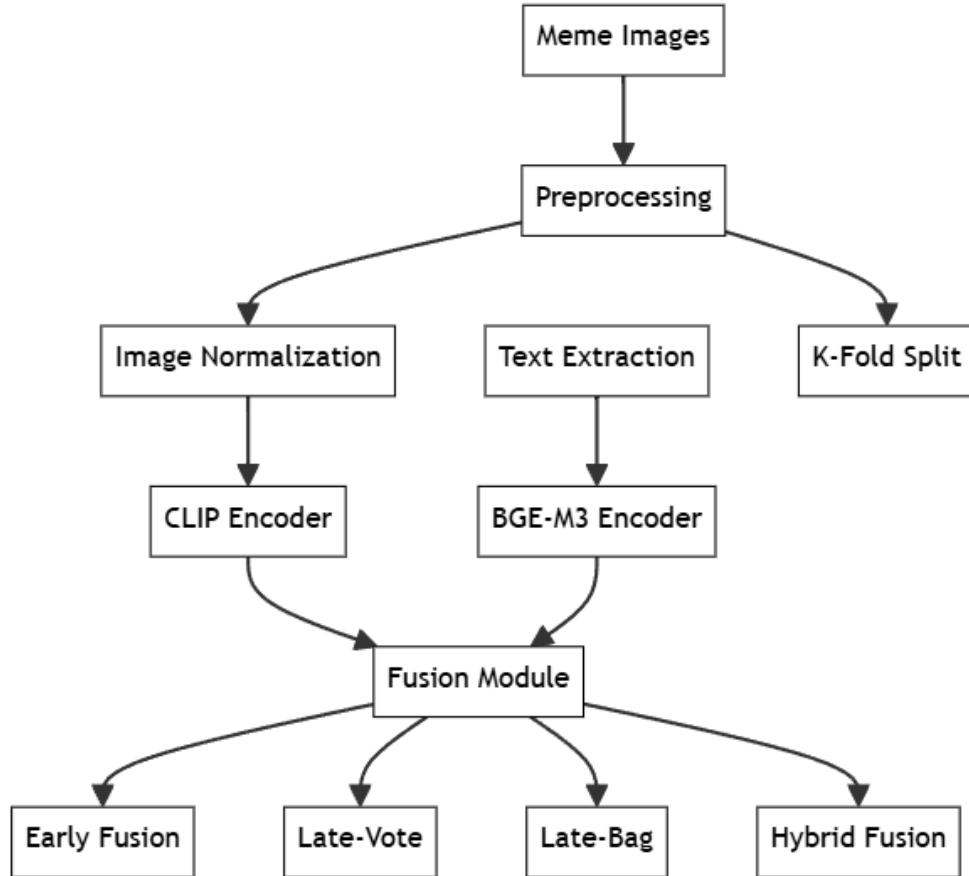 Meme Images
Preprocessing
Image Normalization
Text Extraction
K-Fold Split
CLIP Encoder
BGE-M3 Encoder
Fusion Module
Early Fusion
Late-Vote
Late-Bag
Hybrid Fusion